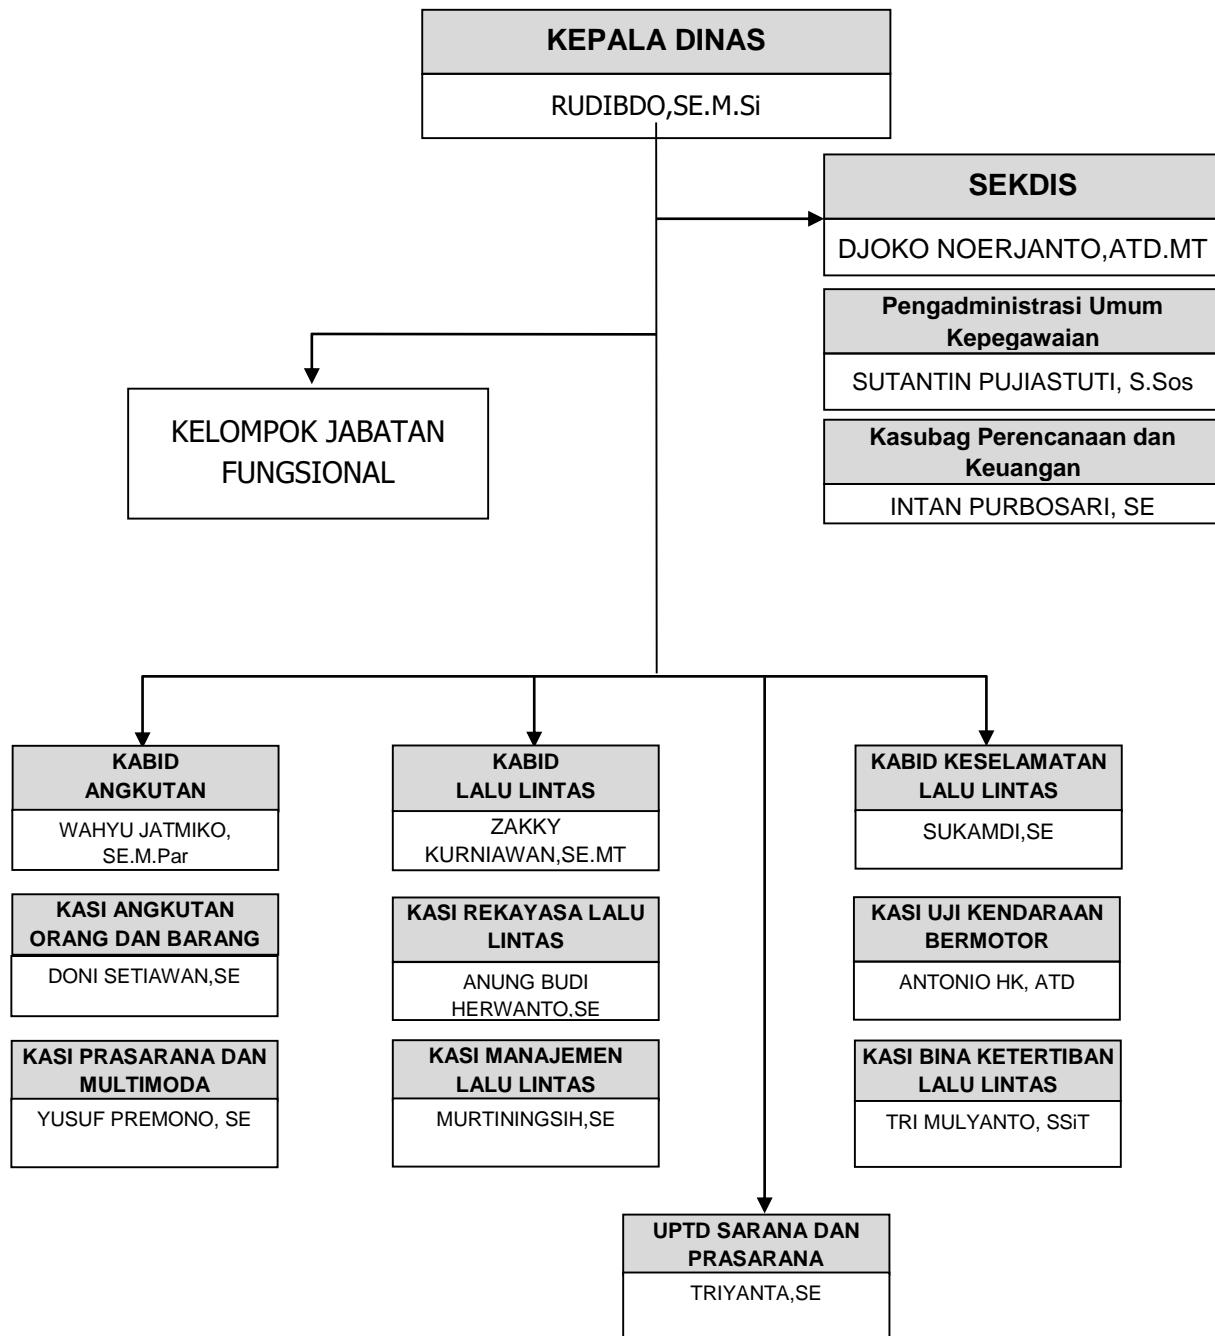 KEPALA DINAS
RUDIBDO,SE.M.Si
SEKDIS
DJOKO NOERJANTO,ATD.MT
Pengadministrasi Umum
Kepegawaian
SUTANTIN PUJIASTUTI, S.Sos
Kasubag Perencanaan dan
Keuangan
INTAN PURBOSARI, SE
KELOMPOK JABATAN
FUNGSIONAL
KABID
ANGKUTAN
WAHYU JATMIKO,
SE.M.Par
KASI ANGKUTAN
ORANG DAN BARANG
DONI SETIAWAN,SE
KASI PRASARANA DAN
MULTIMODA
YUSUF PREMONO, SE
KABID
LALU LINTAS
ZAKKY
KURNIAWAN,SE.MT
KASI REKAYASA LALU
LINTAS
ANUNG BUDI
HERWANTO,SE
KASI MANAJEMEN
LALU LINTAS
MURTININGSIH,SE
KABID KESELAMATAN
LALU LINTAS
SUKAMDI,SE
KASI UJI KENDARAAN
BERMOTOR
ANTONIO HK, ATD
KASI BINA KETERTIBAN
LALU LINTAS
TRI MULYANTO, SSiT
UPTD SARANA DAN
PRASARANA
TRIYANTA,SE